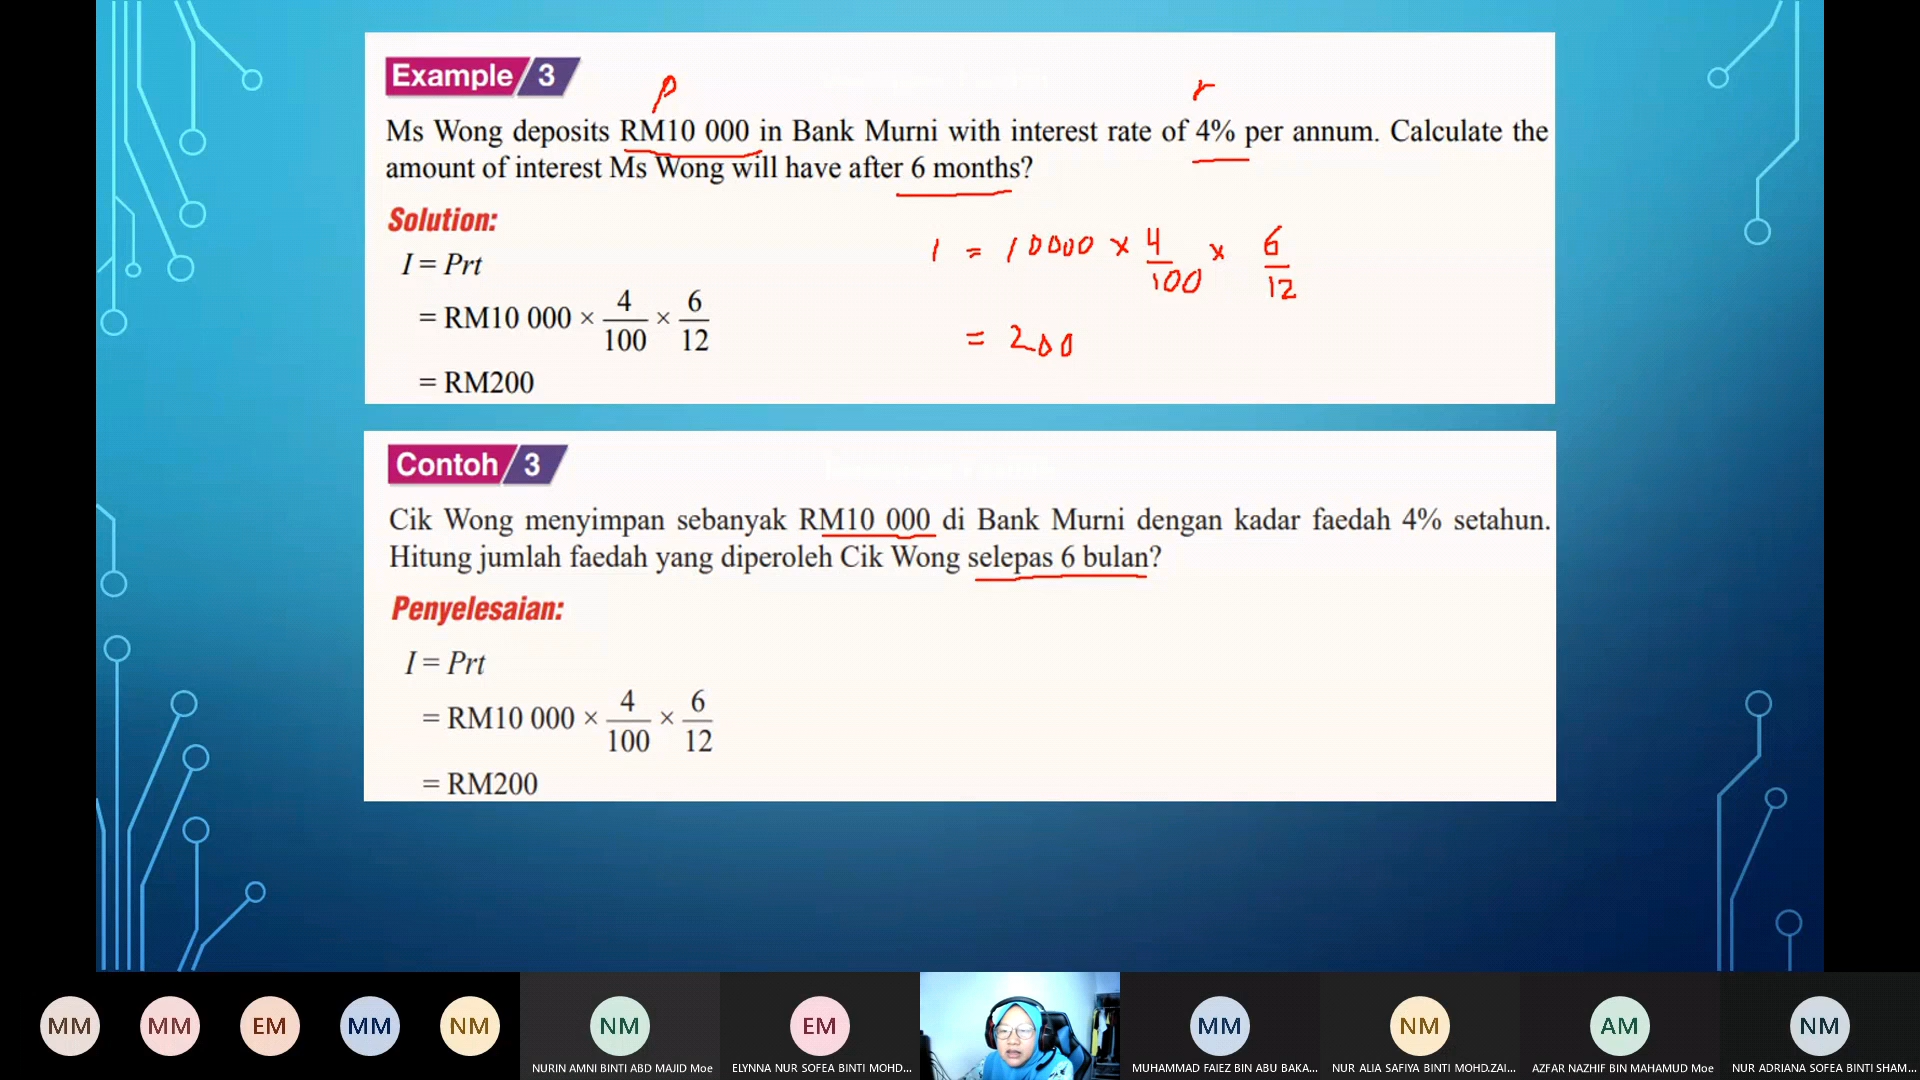 Example 3
p r
Ms Wong deposits RM10 000 in Bank Murni with interest rate of 4% per annum. Calculate the
amount of interest Ms Wong will have after 6 months?
Solution:
I = Prt
= RM10 000 × 4/100 × 6/12
= RM200
I = 10000 × 4/100 × 6/12
= 200
Contoh 3
Cik Wong menyimpan sebanyak RM10 000 di Bank Murni dengan kadar faedah 4% setahun.
Hitung jumlah faedah yang diperoleh Cik Wong selepas 6 bulan?
Penyelesaian:
I = Prt
= RM10 000 × 4/100 × 6/12
= RM200
MM MM EM MM NM NM EM MM NM AM NM
NURIN AMNI BINTI ABD MAJID Moe ELYNNA NUR SOFEA BINTI MOHD... MUHAMMAD FAIEZ BIN ABU BAKA... NUR ALIA SAFIYA BINTI MOHD.ZAI... AZFAR NAZHIF BIN MAHAMUD Moe NUR ADRIANA SOFEA BINTI SHAM...